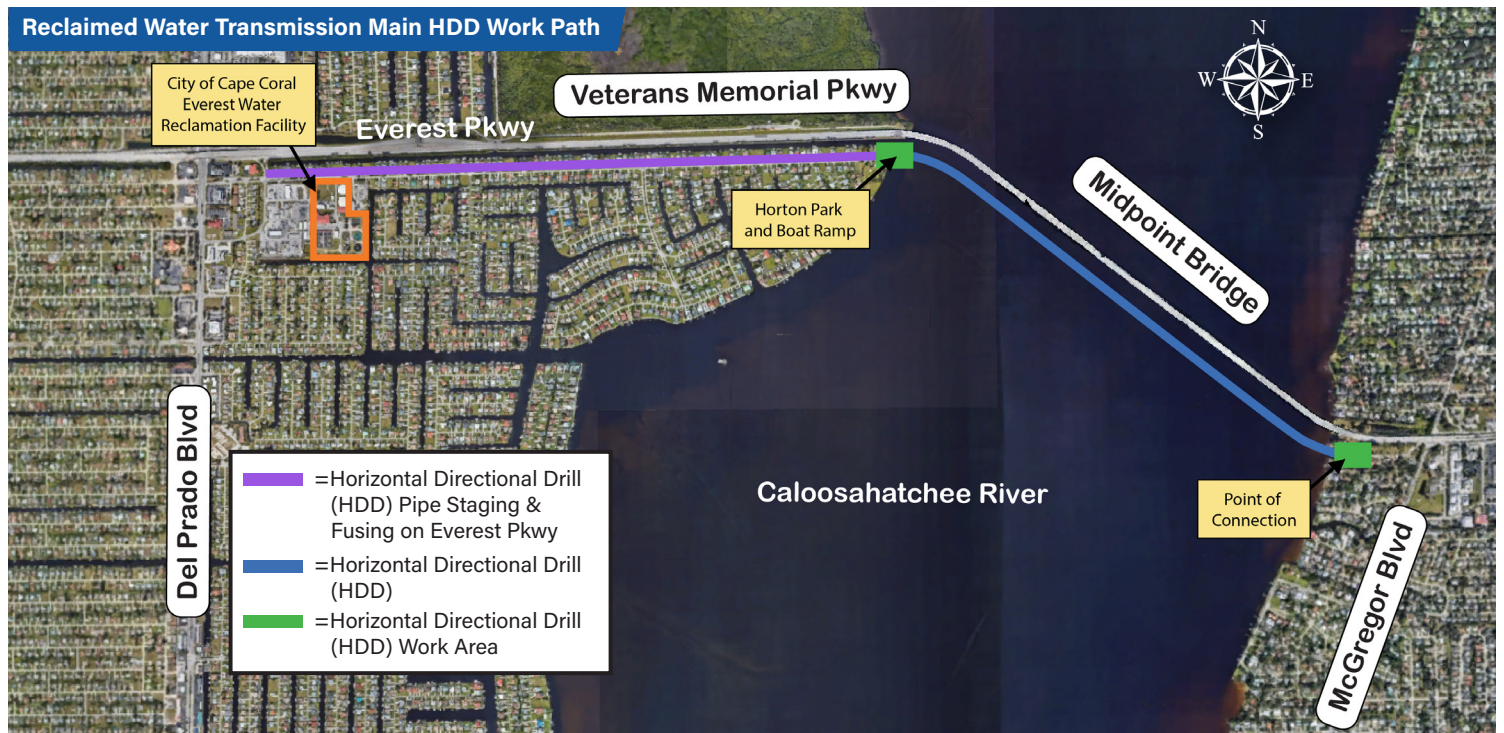 Reclaimed Water Transmission Main HDD Work Path
City of Cape Coral
Everest Water
Reclamation Facility
Everest Pkwy
Veterans Memorial Pkwy
N
W
E
S
Horton Park
and Boat Ramp
Midpoint Bridge
Del Prado Blvd
=Horizontal Directional Drill
(HDD) Pipe Staging &
Fusing on Everest Pkwy
=Horizontal Directional Drill
(HDD)
=Horizontal Directional Drill
(HDD) Work Area
Caloosahatchee River
Point of
Connection
McGregor Blvd